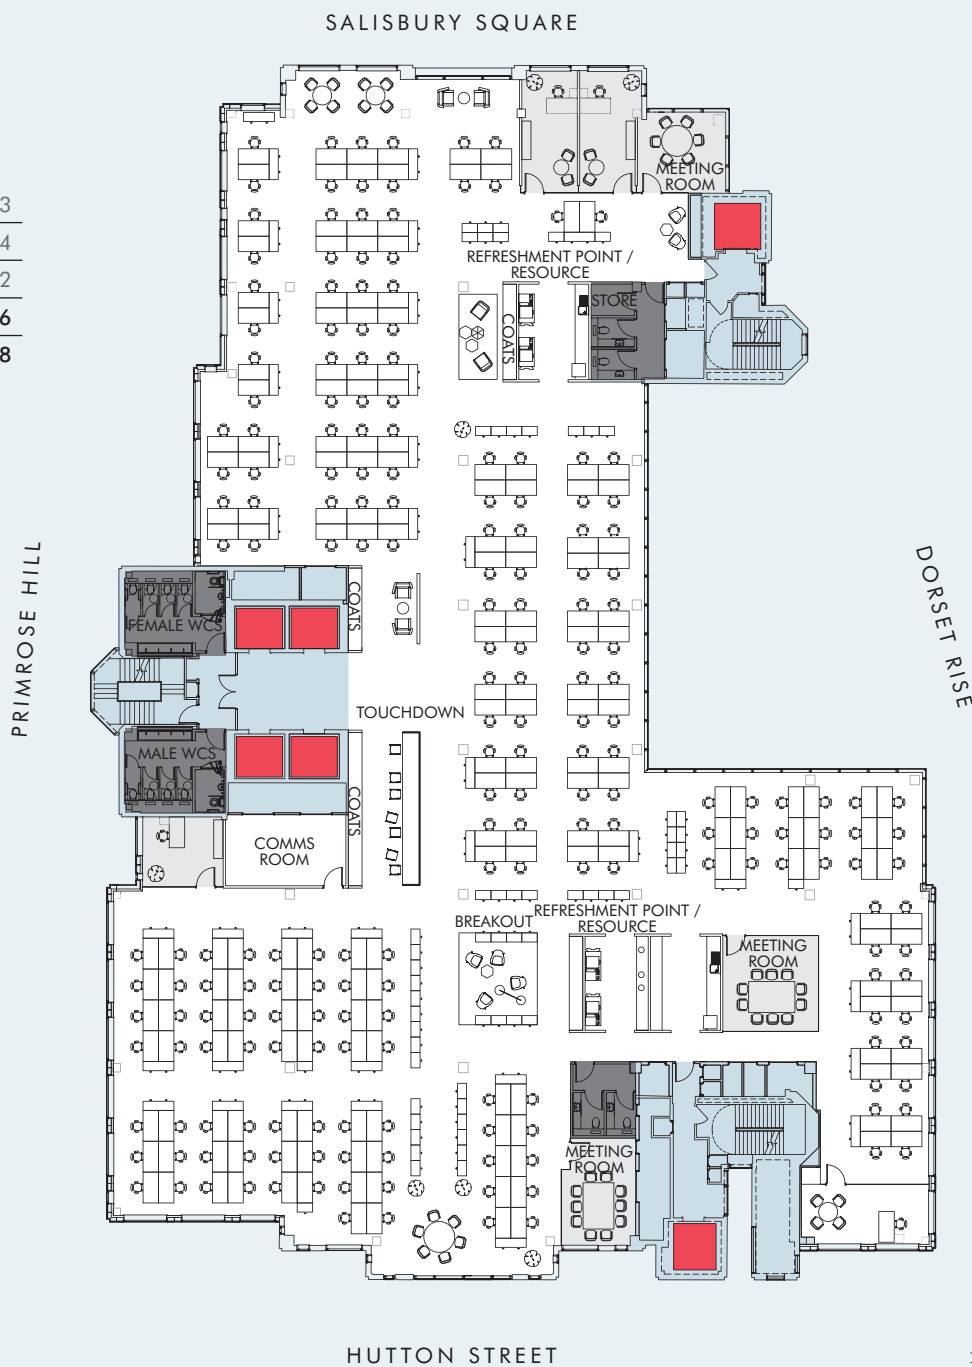 SALISBURY SQUARE
MEETING
ROOM
3
4
2
6
8
REFRESHMENT POINT /
RESOURCE
STORE
COATS
PRIMROSE HILL
DORSET RISE
COATS
FEMALE WCS
TOUCHDOWN
MALE WCS
COATS
COMMS
ROOM
BREAKOUT
REFRESHMENT POINT /
RESOURCE
MEETING
ROOM
MEETING
ROOM
HUTTON STREET